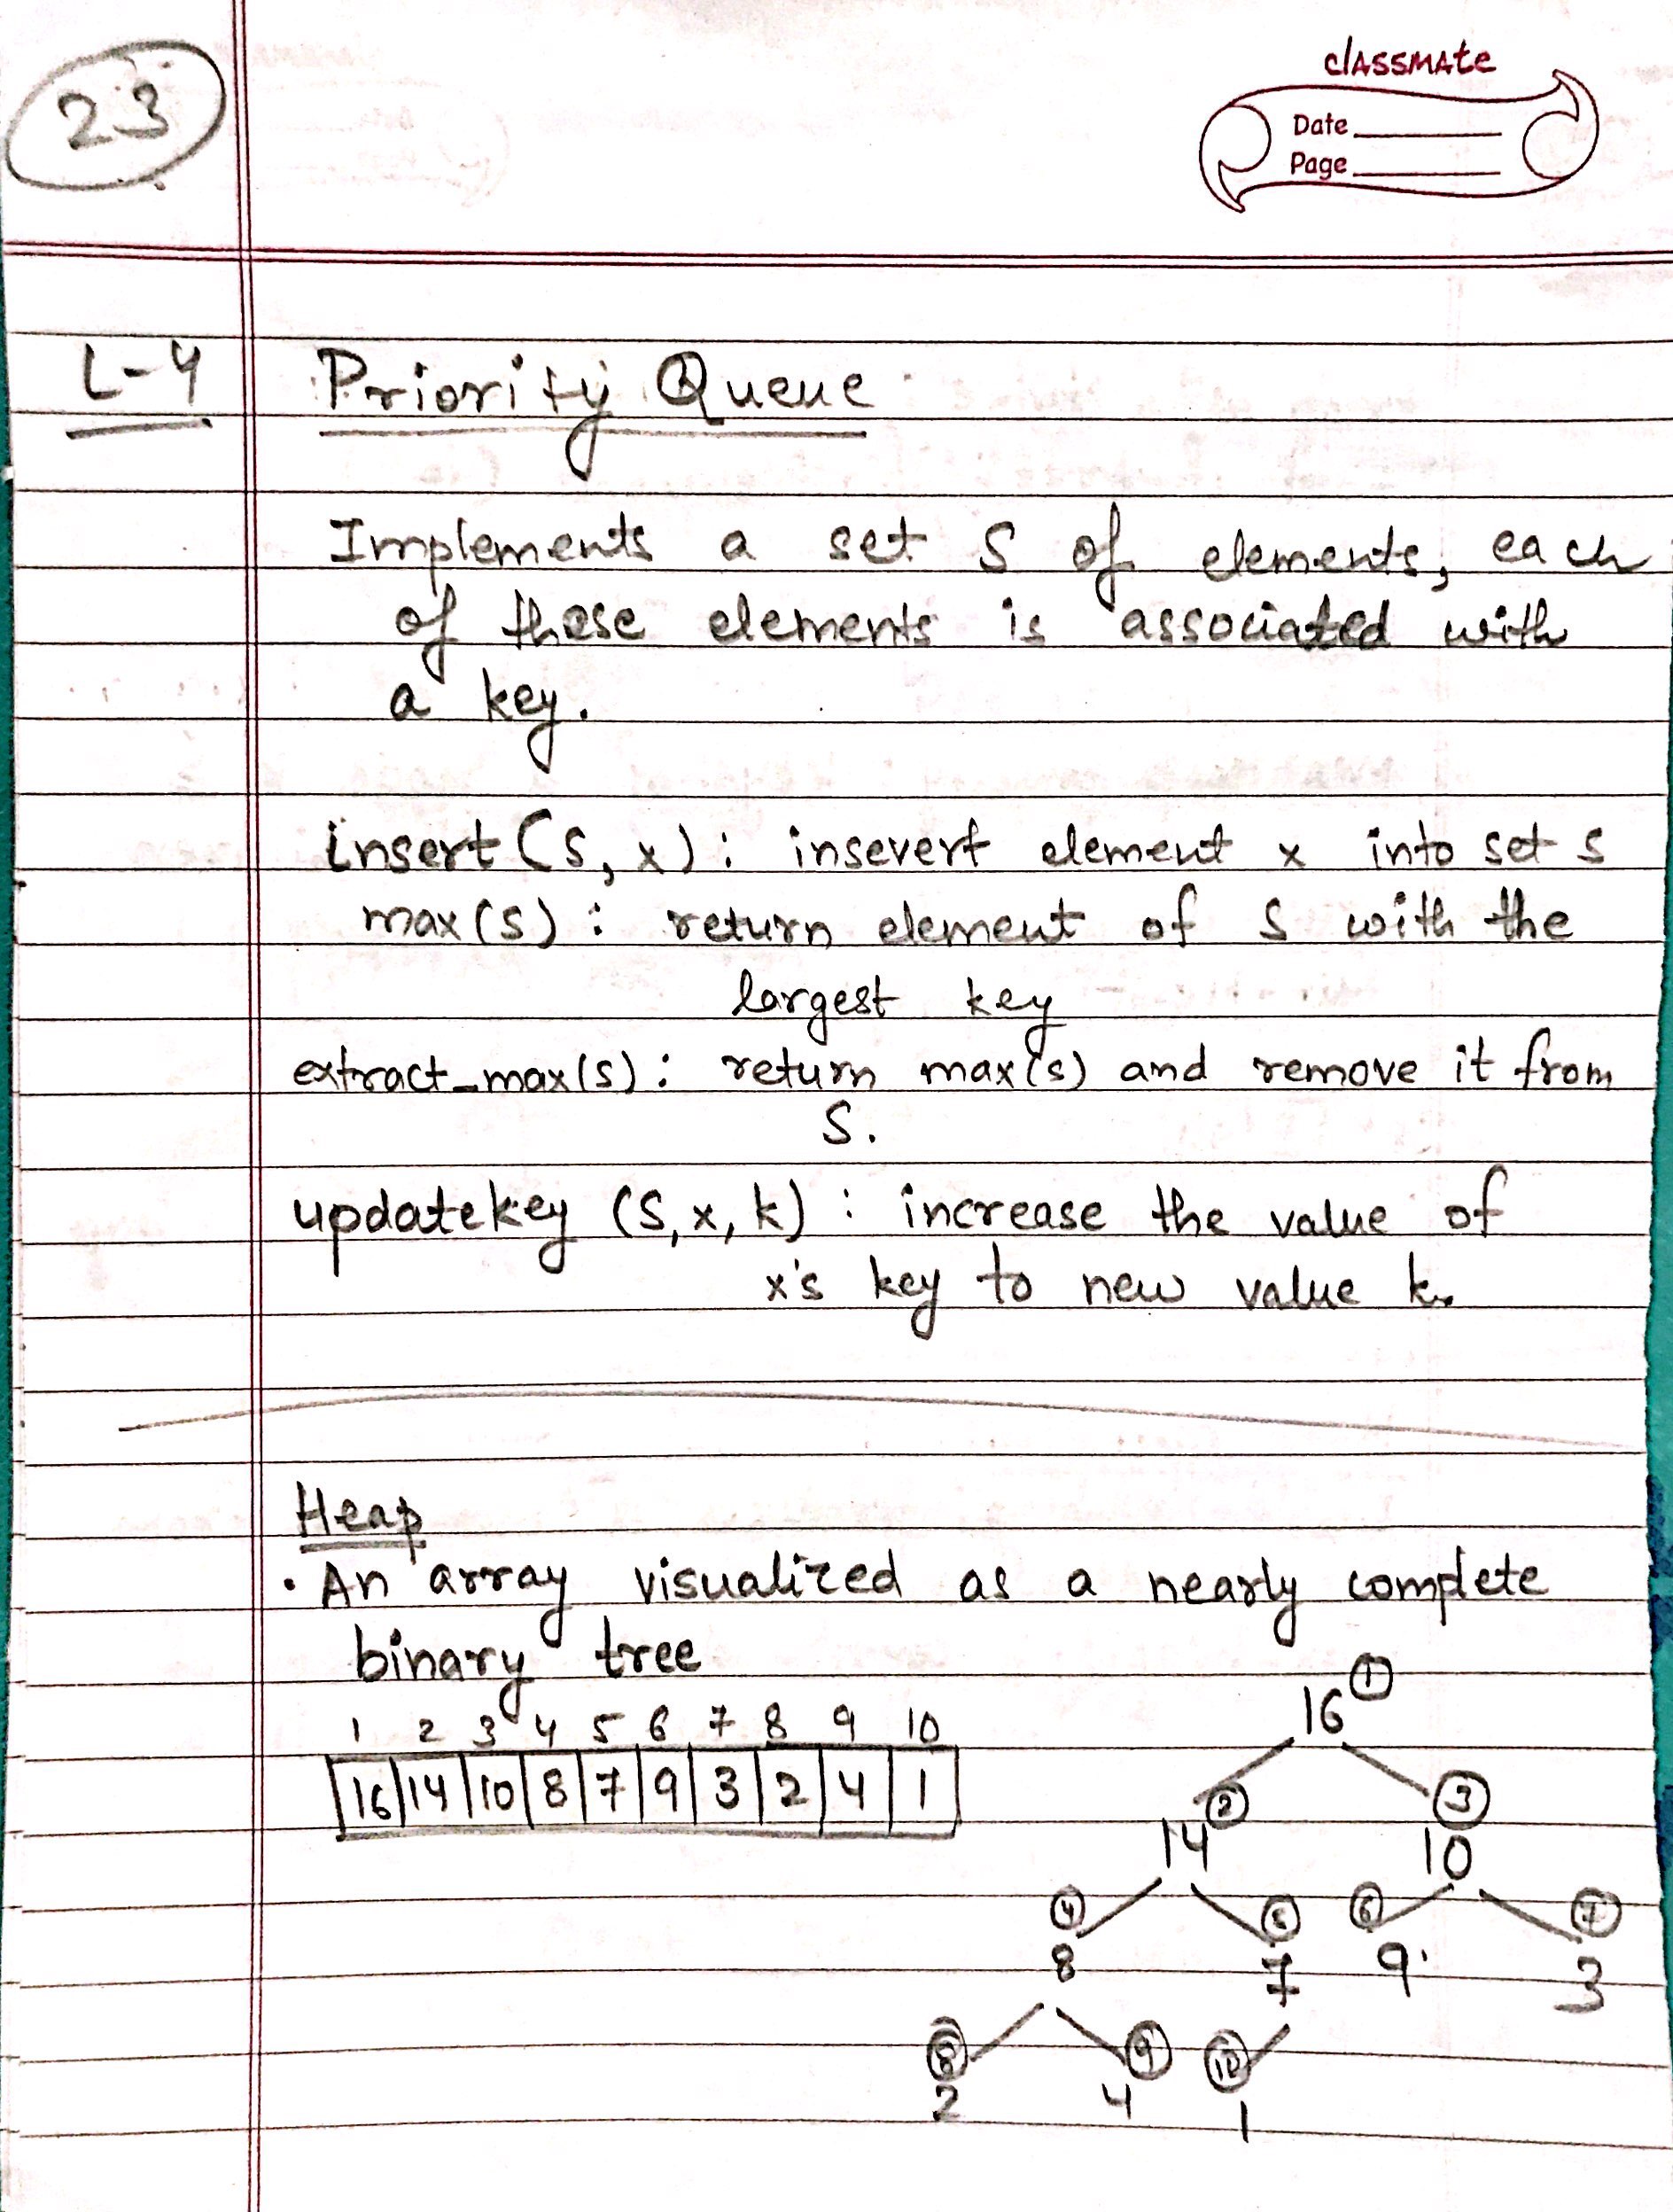 23
classmate
Date
Page
L-4 Priority Queue
Implements a set S of elements, each
of these elements is associated with
a key.
insert (S, x) : insevert element x into set S
max (S) : return element of S with the
largest key
extract_max(S) : return max(S) and remove it from
S.
updatekey (S, x, k) : increase the value of
x's key to new value k.
Heap
· An array visualized as a nearly complete
binary tree
1 2 3 4 5 6 7 8 9 10
16 14 10 8 7 9 3 2 4 1
1
16
2 3
14 10
4 5 6 7
8 7 9 3
8 9 10
2 4 1